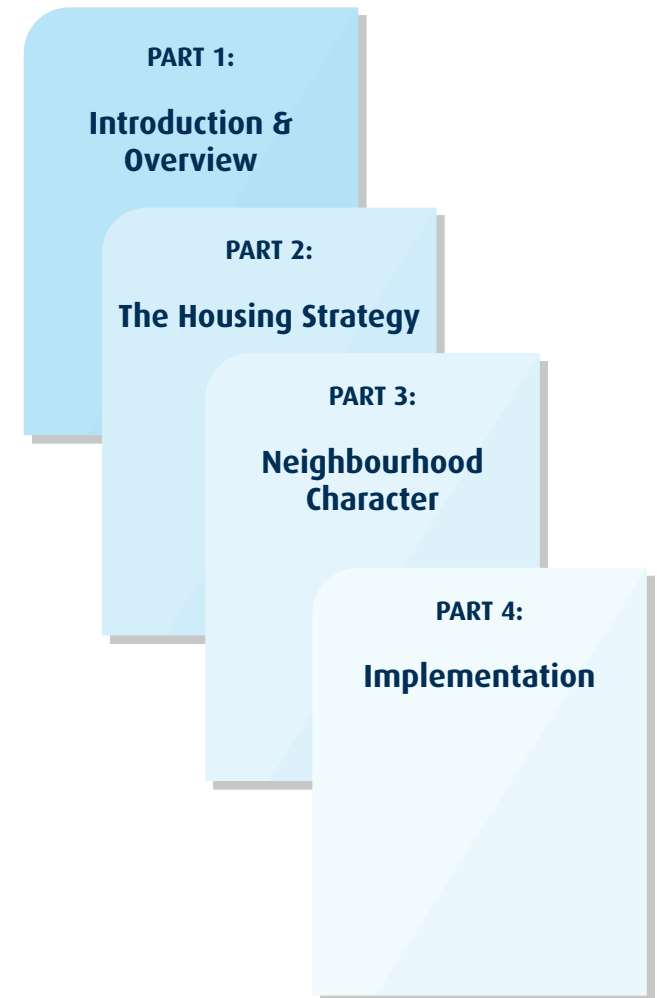 PART 1:
Introduction &
Overview
PART 2:
The Housing Strategy
PART 3:
Neighbourhood
Character
PART 4:
Implementation